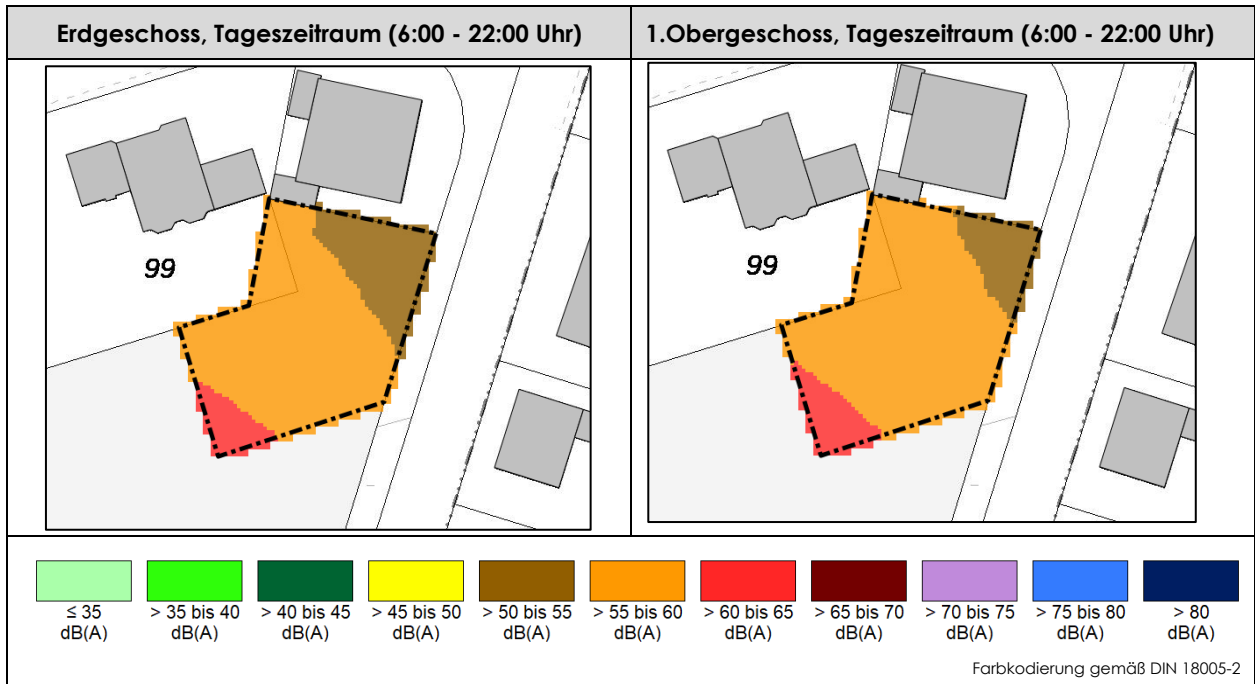 Erdgeschoss, Tageszeitraum (6:00 - 22:00 Uhr)
1.Obergeschoss, Tageszeitraum (6:00 - 22:00 Uhr)
99
99
≤ 35
dB(A)
> 35 bis 40
dB(A)
> 40 bis 45
dB(A)
> 45 bis 50
dB(A)
> 50 bis 55
dB(A)
> 55 bis 60
dB(A)
> 60 bis 65
dB(A)
> 65 bis 70
dB(A)
> 70 bis 75
dB(A)
> 75 bis 80
dB(A)
> 80
dB(A)
Farbkodierung gemäß DIN 18005-2